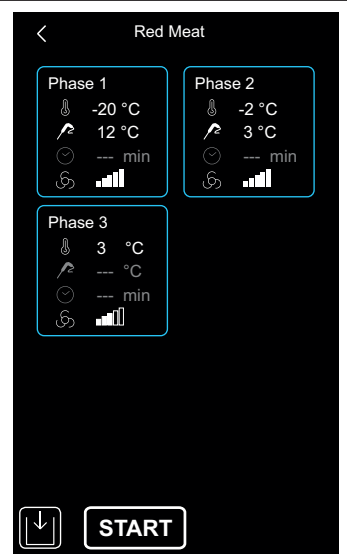 Red Meat
Phase 1
-20 °C
12 °C
--- min
Phase 2
-2 °C
3 °C
--- min
Phase 3
3 °C
--- °C
--- min
START